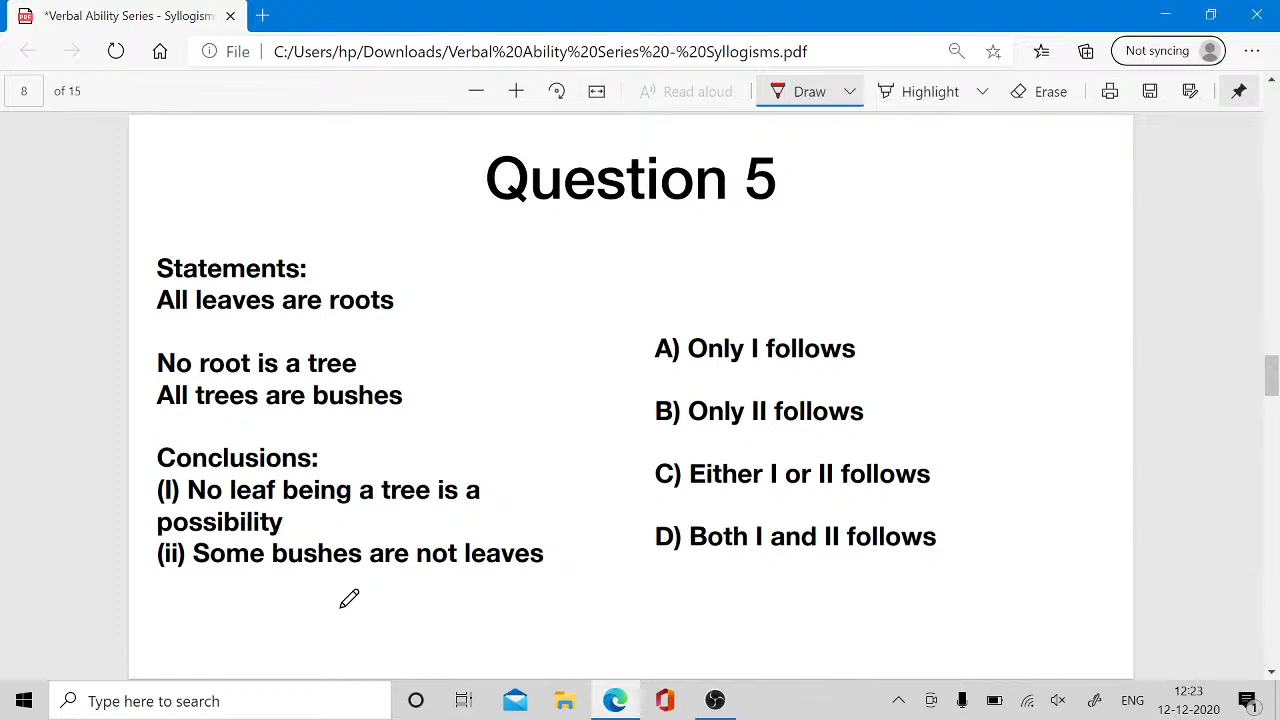 *Verbal Ability Series - Syllogism
File
C:/Users/hp/Downloads/Verbal%20Ability%20Series%20-%20Syllogisms.pdf
Not syncing
8 of 15
Read aloud
Draw
Highlight
Erase
Question 5
Statements:
All leaves are roots
No root is a tree
All trees are bushes
Conclusions:
(I) No leaf being a tree is a
possibility
(ii) Some bushes are not leaves
A) Only I follows
B) Only II follows
C) Either I or II follows
D) Both I and II follows
Type here to search
ENG
12:23
12-12-2020
1